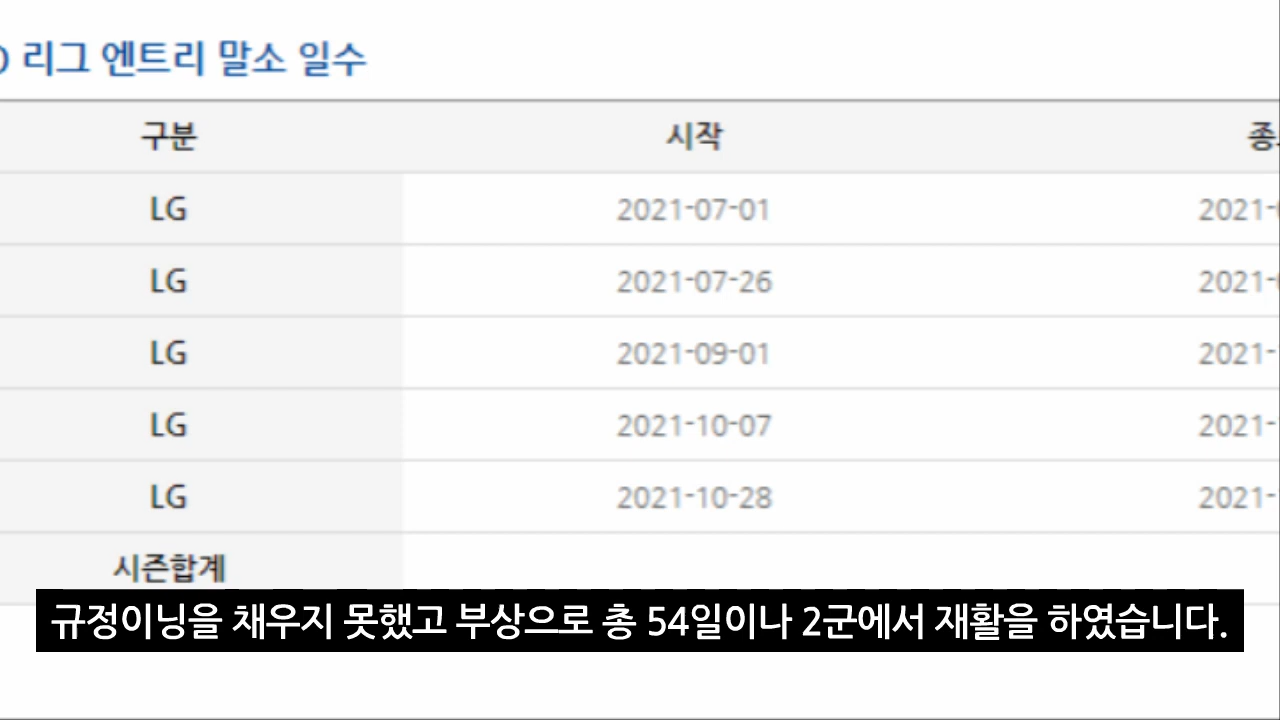 리그 엔트리 말소 일수
구분 시작
LG 2021-07-01 2021-
LG 2021-07-26 2021-
LG 2021-09-01 2021-
LG 2021-10-07 2021-
LG 2021-10-28 2021-
시즌합계
규정이닝을 채우지 못했고 부상으로 총 54일이나 2군에서 재활을 하였습니다.